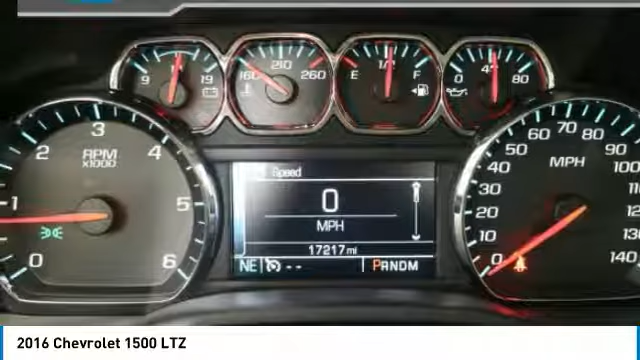 9 19
160 210 260
E 1/2 F
0 40 80
RPM
x1000
0 1 2 3 4 5 6
Speed
0
MPH
17217 mi
NE -- PRNDM
MPH
0 10 20 30 40 50 60 70 80 90 100 140
2016 Chevrolet 1500 LTZ